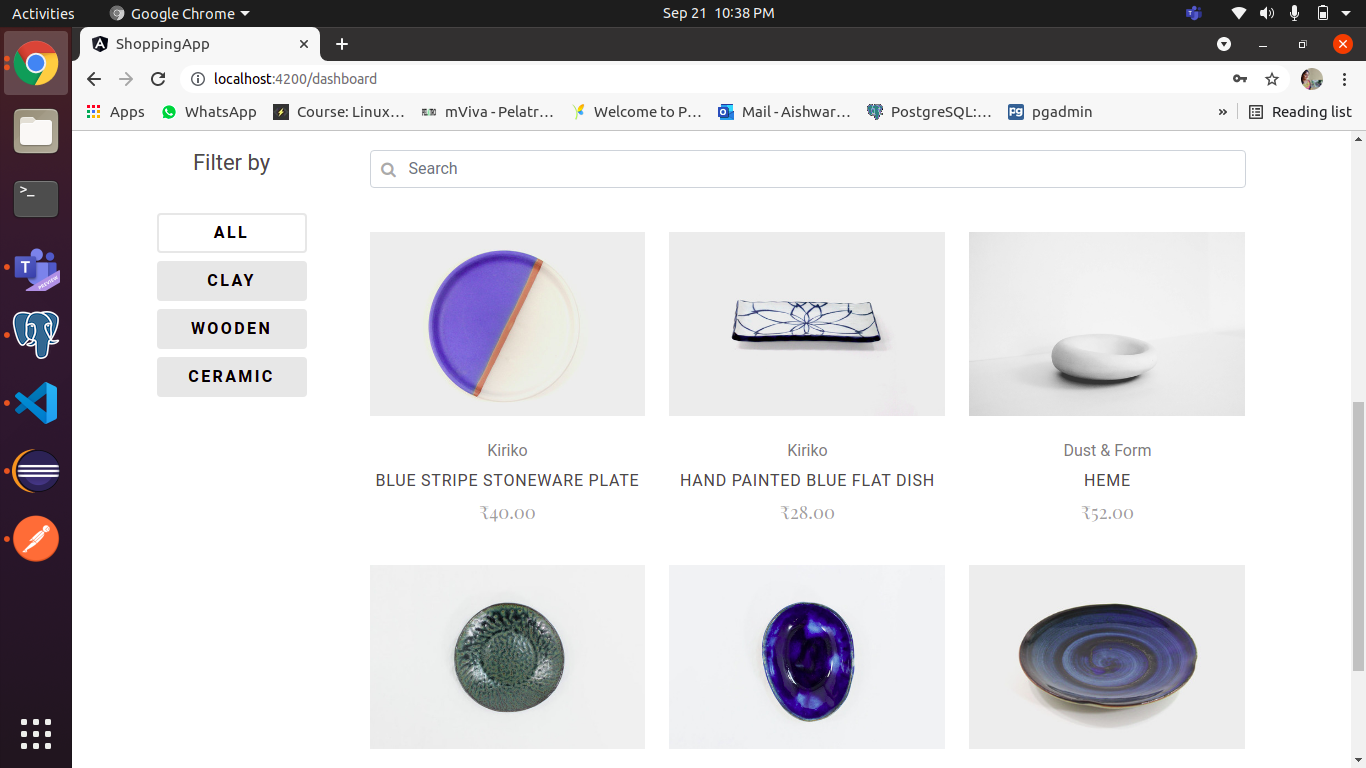 Activities Google Chrome Sep 21 10:38 PM
ShoppingApp
localhost:4200/dashboard
Apps WhatsApp Course: Linux… mViva - Pelatr… Welcome to P… Mail - Aishwar… PostgreSQL:… pgadmin » Reading list
Filter by
ALL
CLAY
WOODEN
CERAMIC
Search
Kiriko
BLUE STRIPE STONEWARE PLATE
₹40.00
Kiriko
HAND PAINTED BLUE FLAT DISH
₹28.00
Dust & Form
HEME
₹52.00